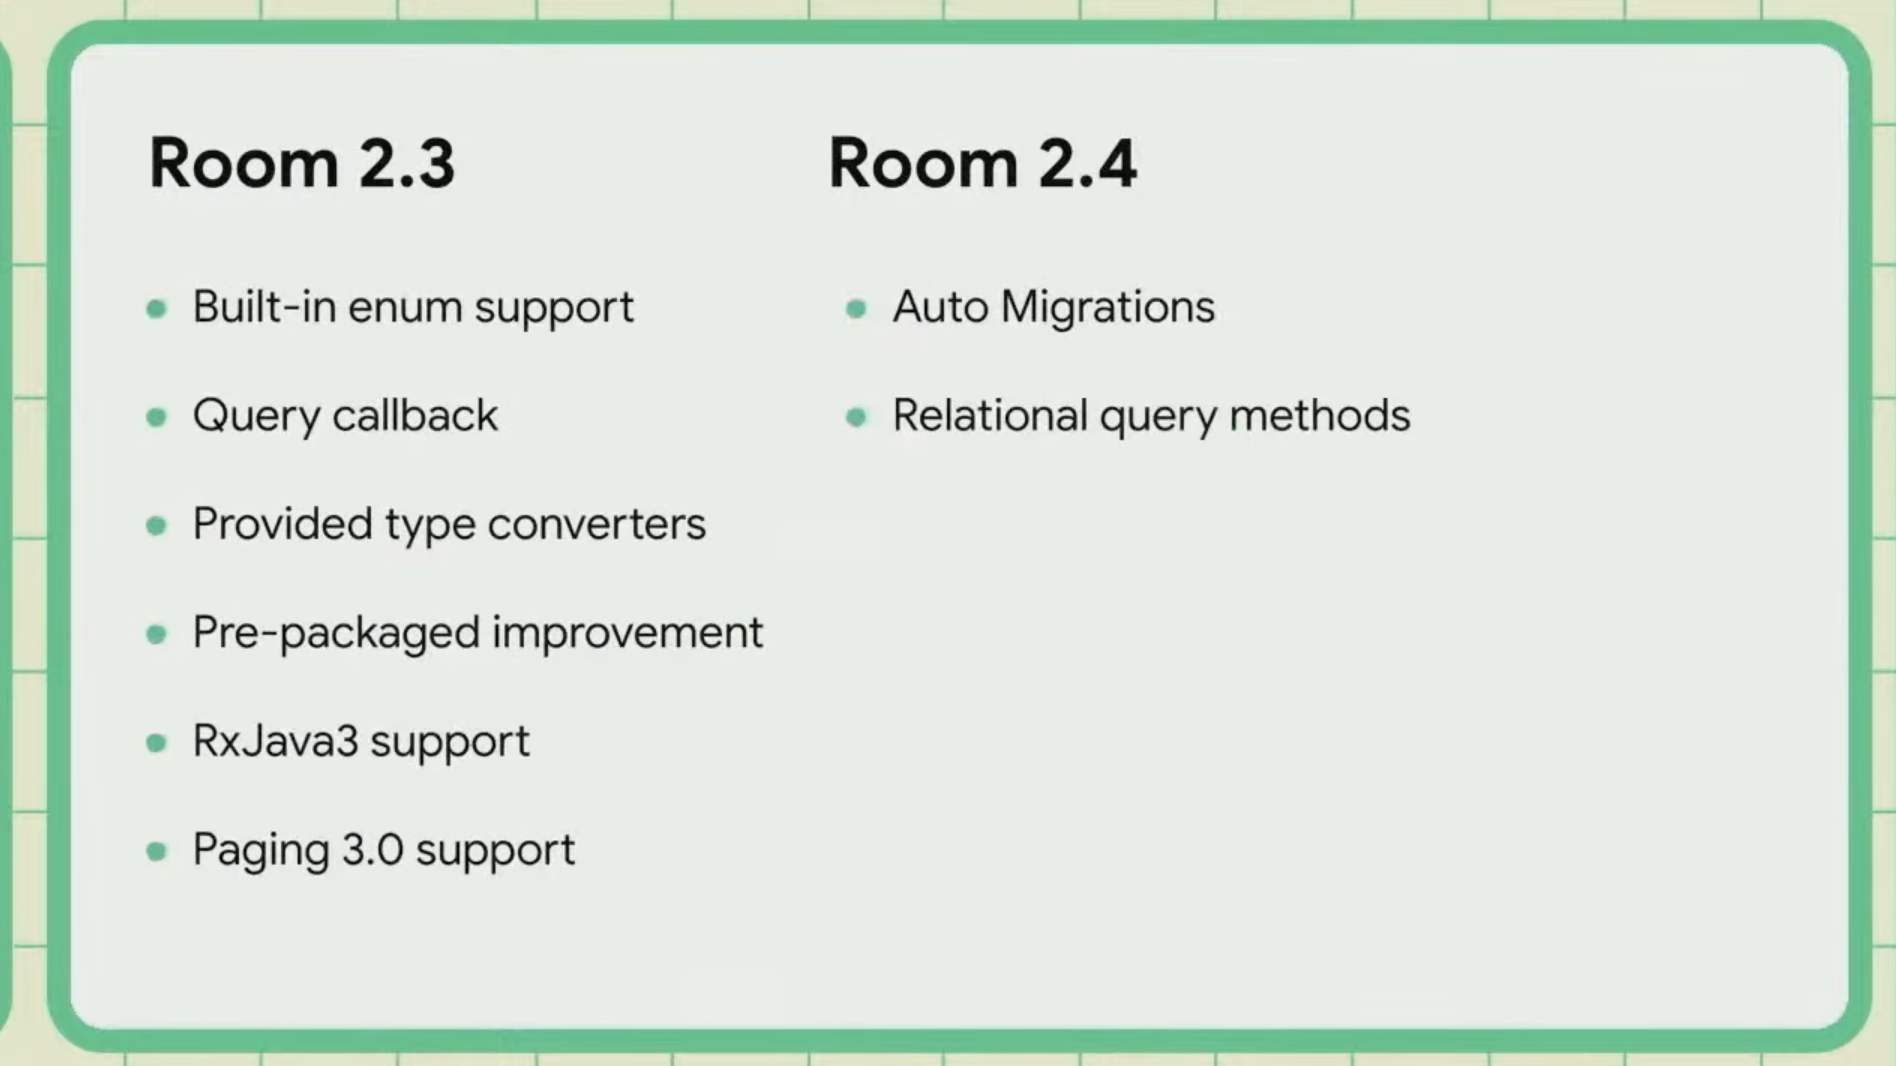 Room 2.3
Built-in enum support
Query callback
Provided type converters
Pre-packaged improvement
RxJava3 support
Paging 3.0 support
Room 2.4
Auto Migrations
Relational query methods